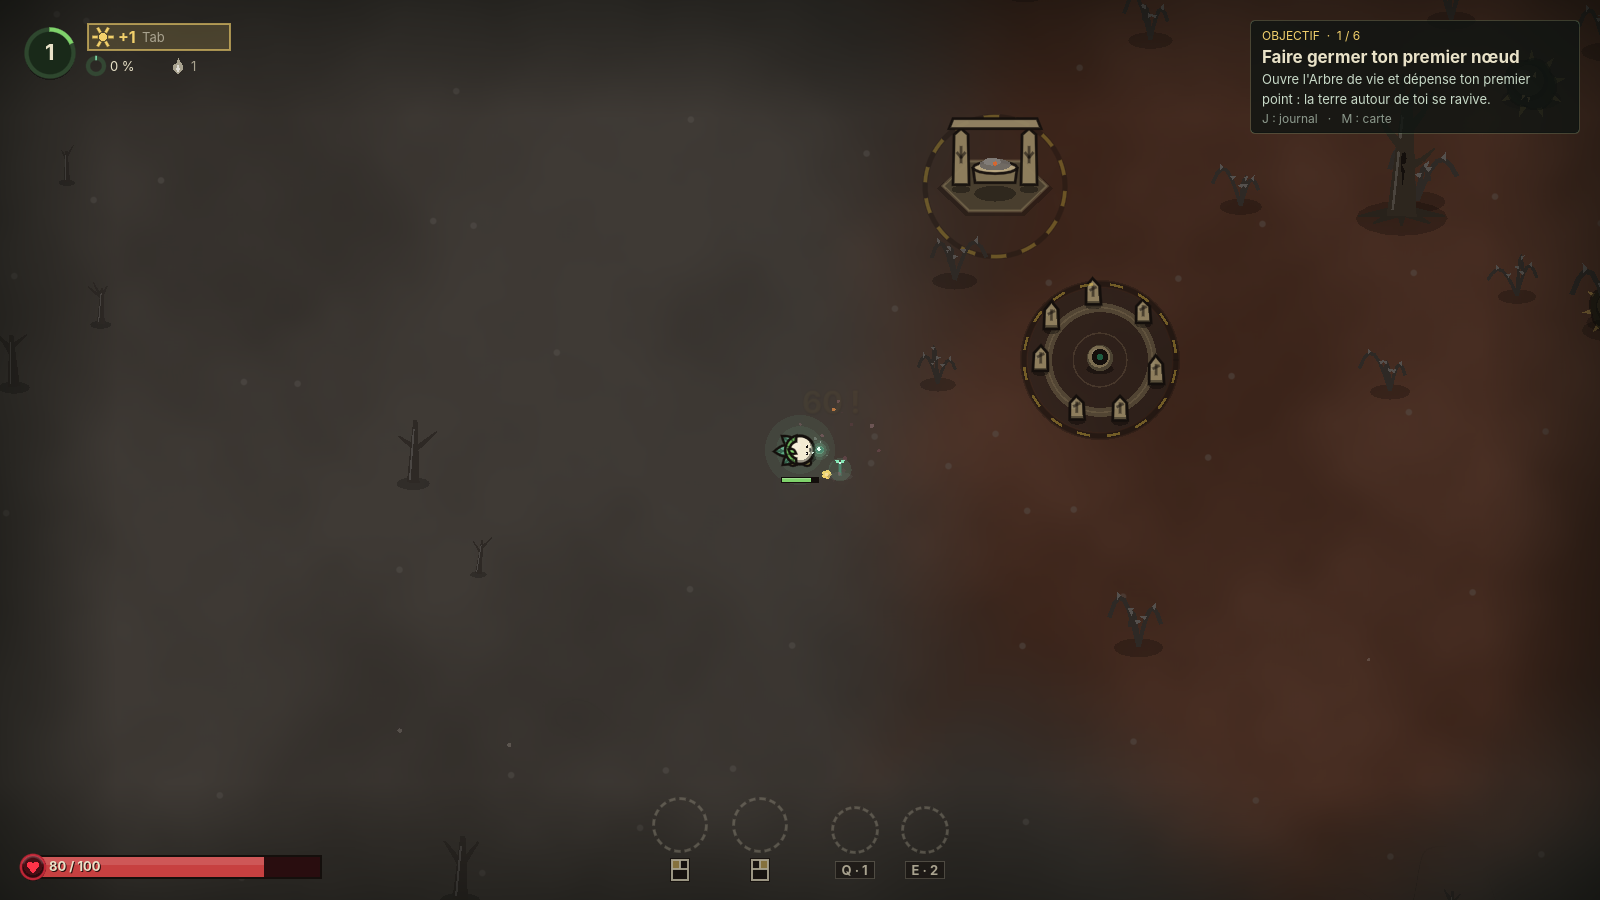 1
+1 Tab
0 %
1
OBJECTIF · 1 / 6
Faire germer ton premier nœud
Ouvre l'Arbre de vie et dépense ton premier
point : la terre autour de toi se ravive.
J : journal · M : carte
80 / 100
Q · 1
E · 2